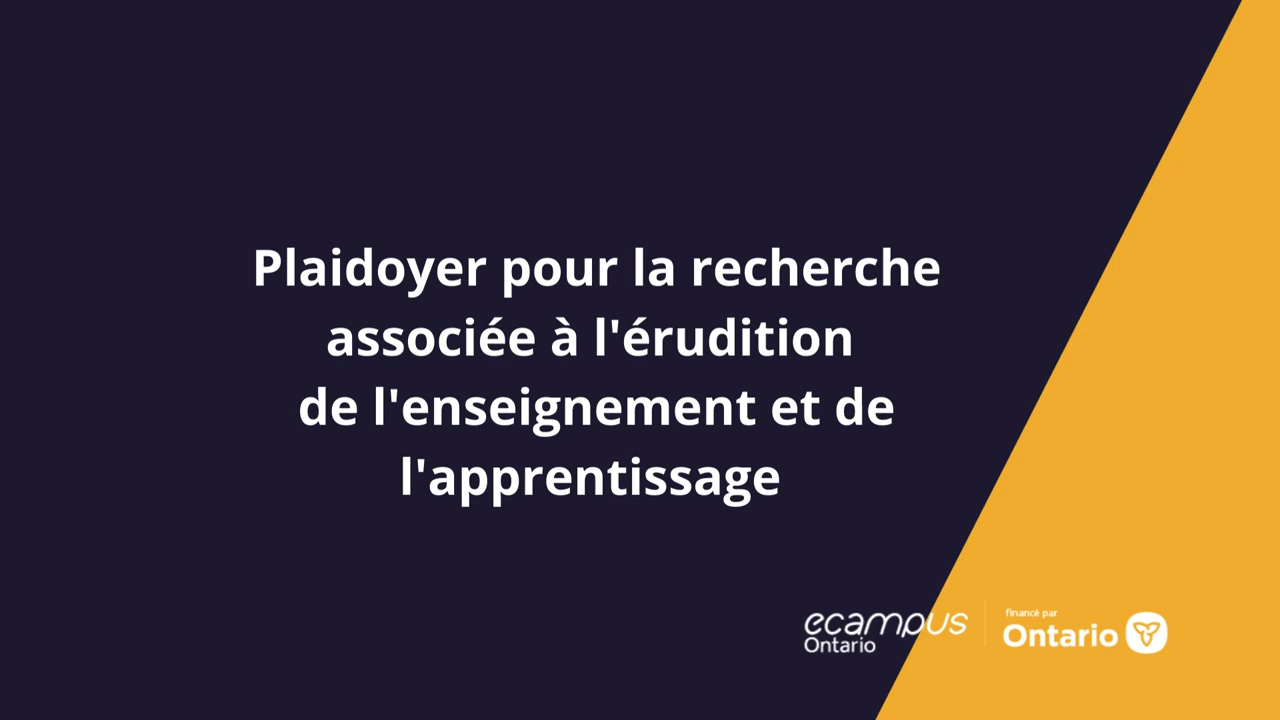 Plaidoyer pour la recherche
associée à l'érudition
de l'enseignement et de
l'apprentissage
ecampus
Ontario
financé par
Ontario